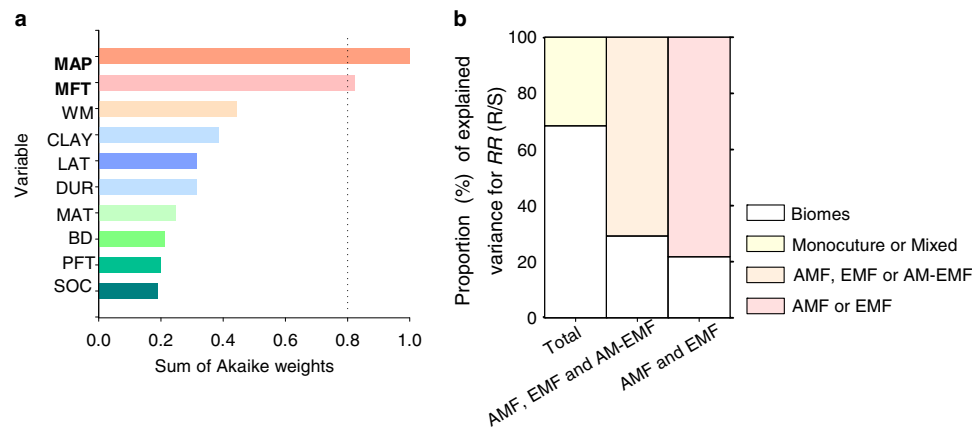 a
Variable
MAP
MFT
WM
CLAY
LAT
DUR
MAT
BD
PFT
SOC
0.0 0.2 0.4 0.6 0.8 1.0
Sum of Akaike weights
b
Proportion (%) of explained
variance for RR (R/S)
100
80
60
40
20
0
Total
AMF, EMF and AM-EMF
AMF and EMF
Biomes
Monocuture or Mixed
AMF, EMF or AM-EMF
AMF or EMF